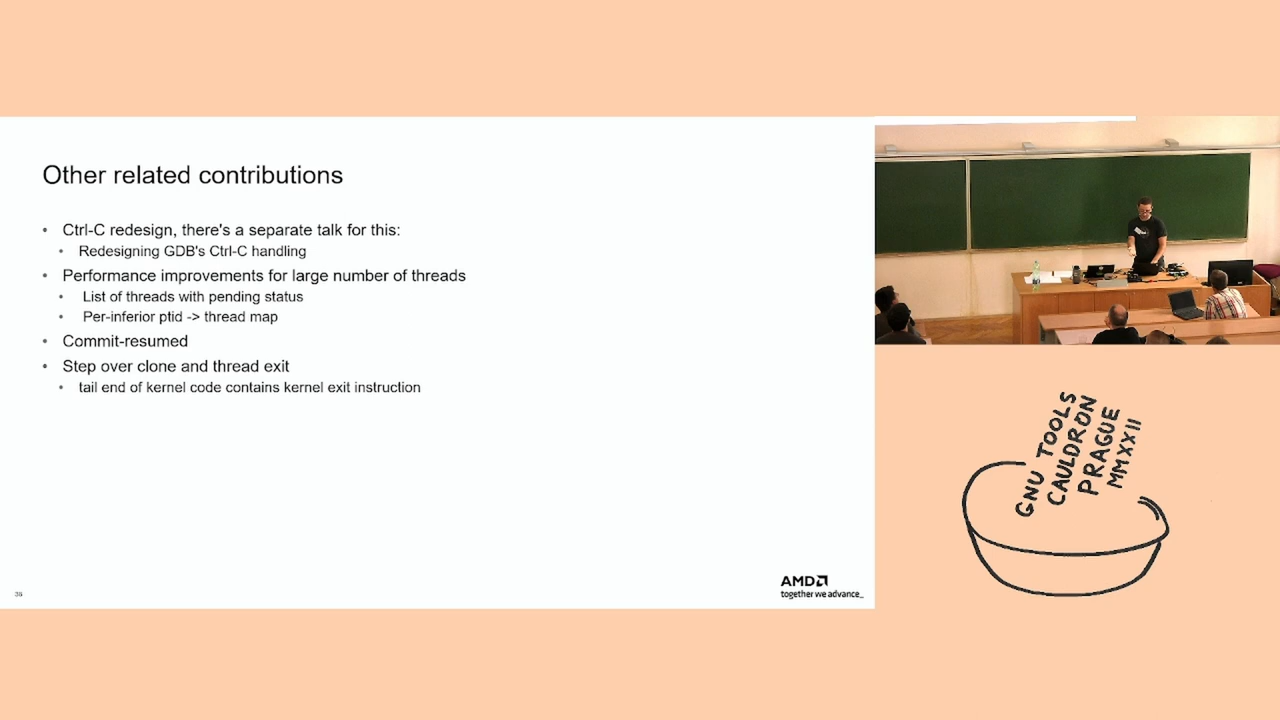 Other related contributions
• Ctrl-C redesign, there's a separate talk for this:
• Redesigning GDB's Ctrl-C handling
• Performance improvements for large number of threads
• List of threads with pending status
• Per-inferior ptid -> thread map
• Commit-resumed
• Step over clone and thread exit
• tail end of kernel code contains kernel exit instruction
AMD
together we advance_
GNU TOOLS
CAULDRON
PRAGUE
MMXXII